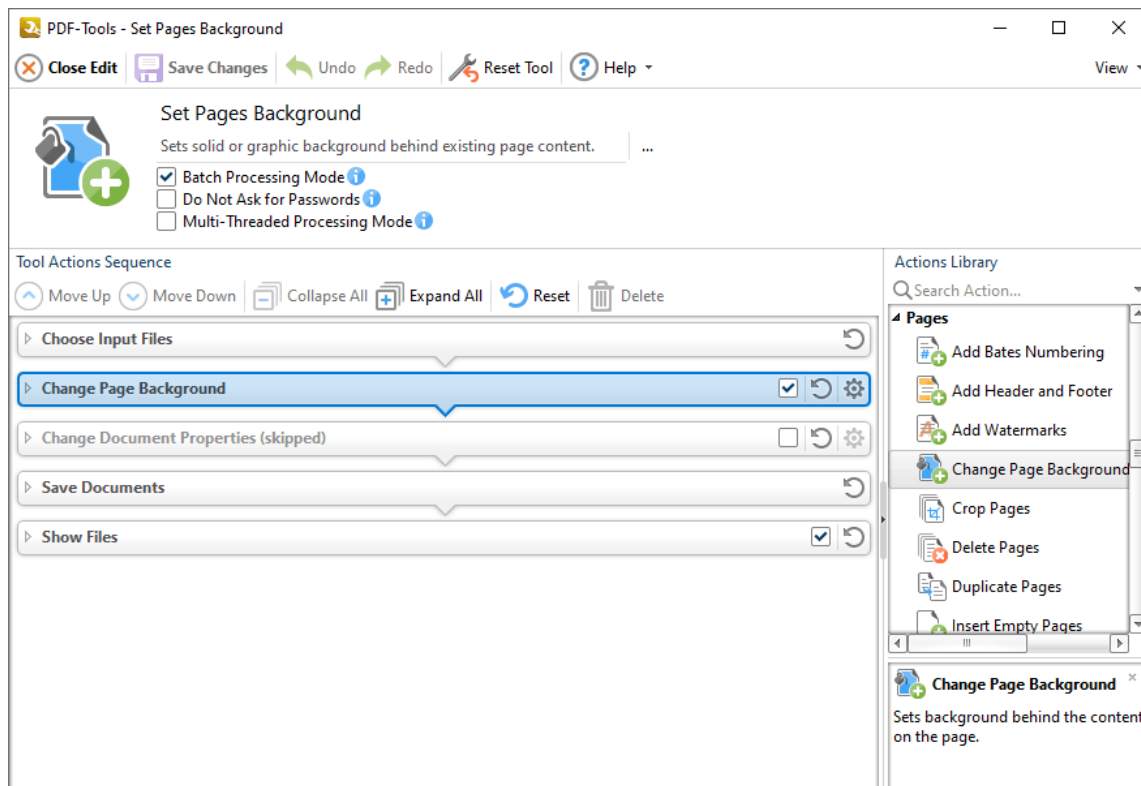 PDF-Tools - Set Pages Background
Close Edit Save Changes Undo Redo Reset Tool ? Help View
Set Pages Background
Sets solid or graphic background behind existing page content. ...
Batch Processing Mode i
Do Not Ask for Passwords i
Multi-Threaded Processing Mode i
Tool Actions Sequence
Move Up Move Down Collapse All Expand All Reset Delete
Choose Input Files
Change Page Background
Change Document Properties (skipped)
Save Documents
Show Files
Actions Library
Search Action...
Pages
Add Bates Numbering
Add Header and Footer
Add Watermarks
Change Page Background
Crop Pages
Delete Pages
Duplicate Pages
Insert Empty Pages
Change Page Background
Sets background behind the content
on the page.